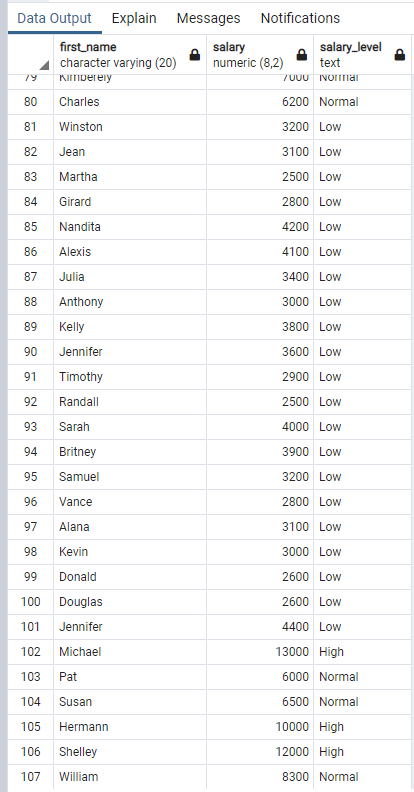 Data Output Explain Messages Notifications
first_name salary salary_level
character varying (20) numeric (8,2) text
79 Kimberely 7000 Normal
80 Charles 6200 Normal
81 Winston 3200 Low
82 Jean 3100 Low
83 Martha 2500 Low
84 Girard 2800 Low
85 Nandita 4200 Low
86 Alexis 4100 Low
87 Julia 3400 Low
88 Anthony 3000 Low
89 Kelly 3800 Low
90 Jennifer 3600 Low
91 Timothy 2900 Low
92 Randall 2500 Low
93 Sarah 4000 Low
94 Britney 3900 Low
95 Samuel 3200 Low
96 Vance 2800 Low
97 Alana 3100 Low
98 Kevin 3000 Low
99 Donald 2600 Low
100 Douglas 2600 Low
101 Jennifer 4400 Low
102 Michael 13000 High
103 Pat 6000 Normal
104 Susan 6500 Normal
105 Hermann 10000 High
106 Shelley 12000 High
107 William 8300 Normal